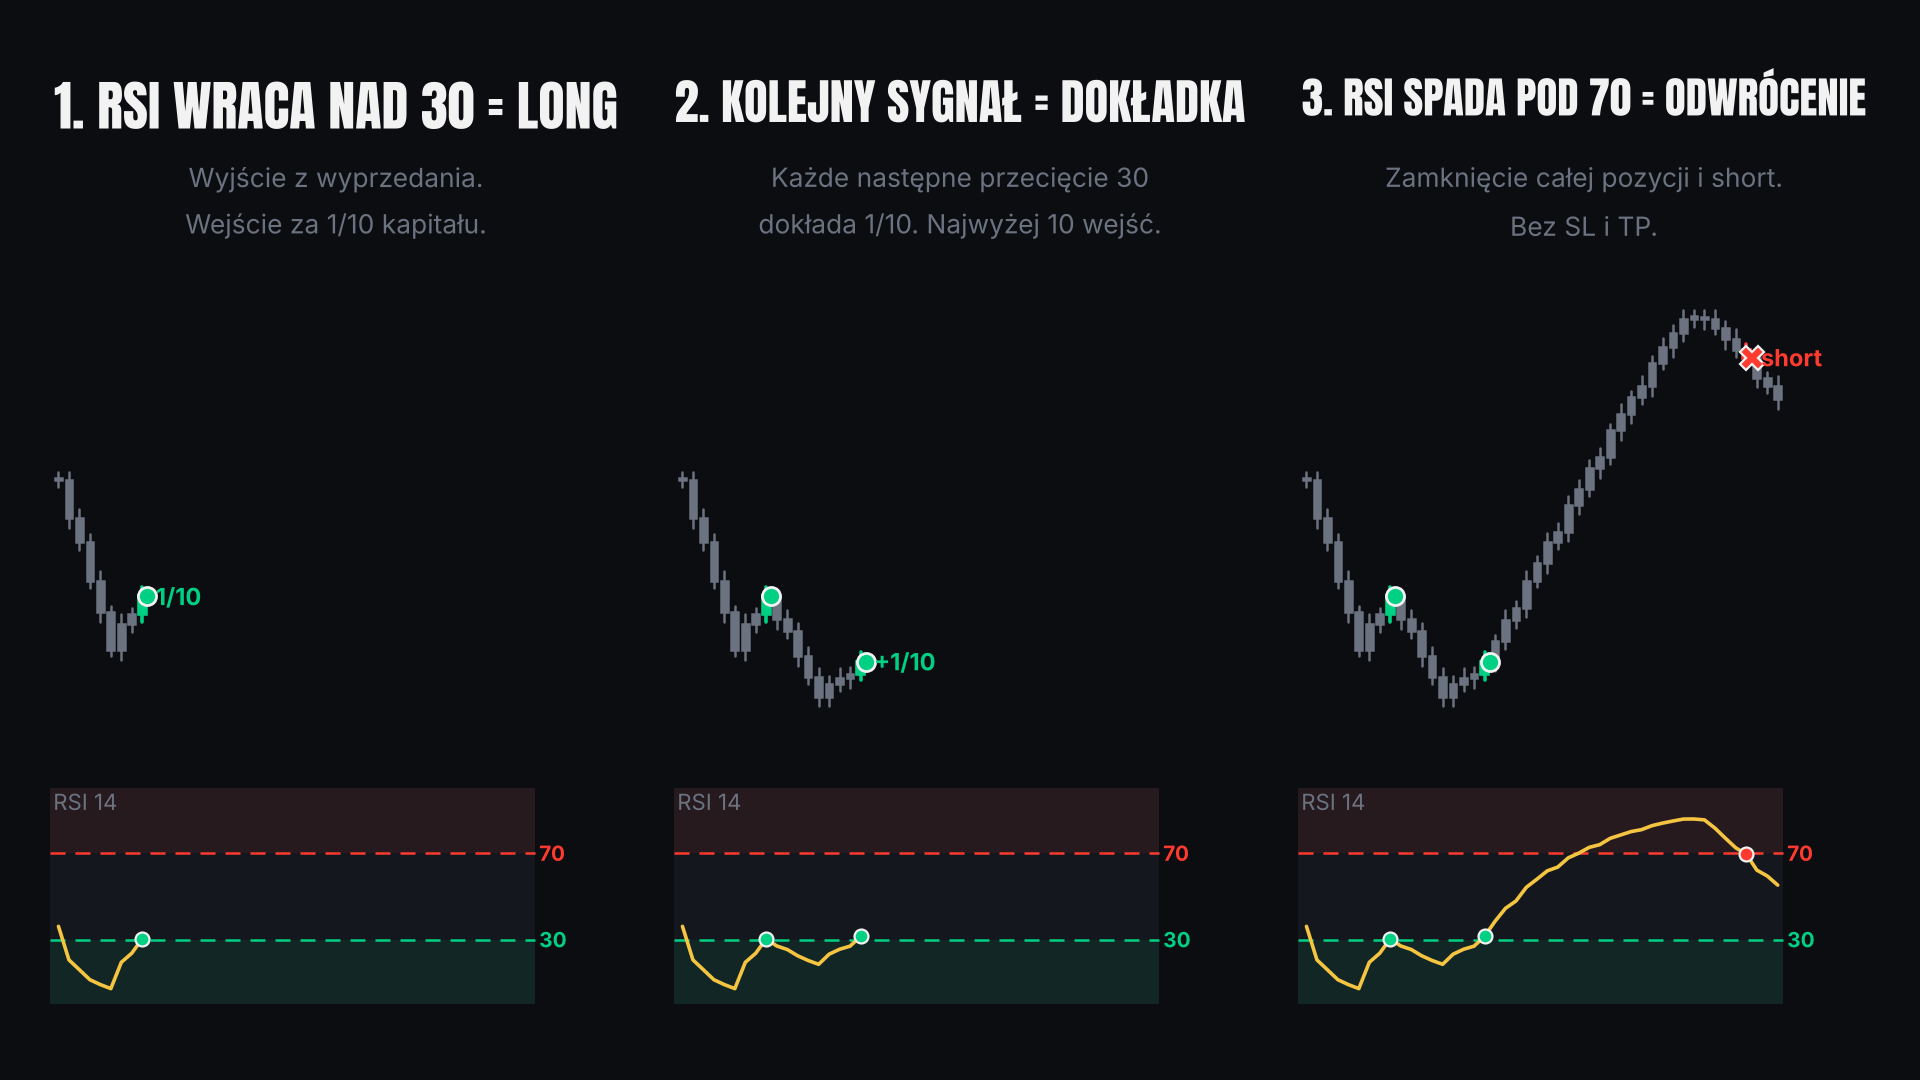 1. RSI WRACA NAD 30 = LONG
Wyjście z wyprzedania.
Wejście za 1/10 kapitału.
1/10
RSI 14
70
30
2. KOLEJNY SYGNAŁ = DOKŁADKA
Każde następne przecięcie 30
dokłada 1/10. Najwyżej 10 wejść.
+1/10
RSI 14
70
30
3. RSI SPADA POD 70 = ODWRÓCENIE
Zamknięcie całej pozycji i short.
Bez SL i TP.
short
RSI 14
70
30